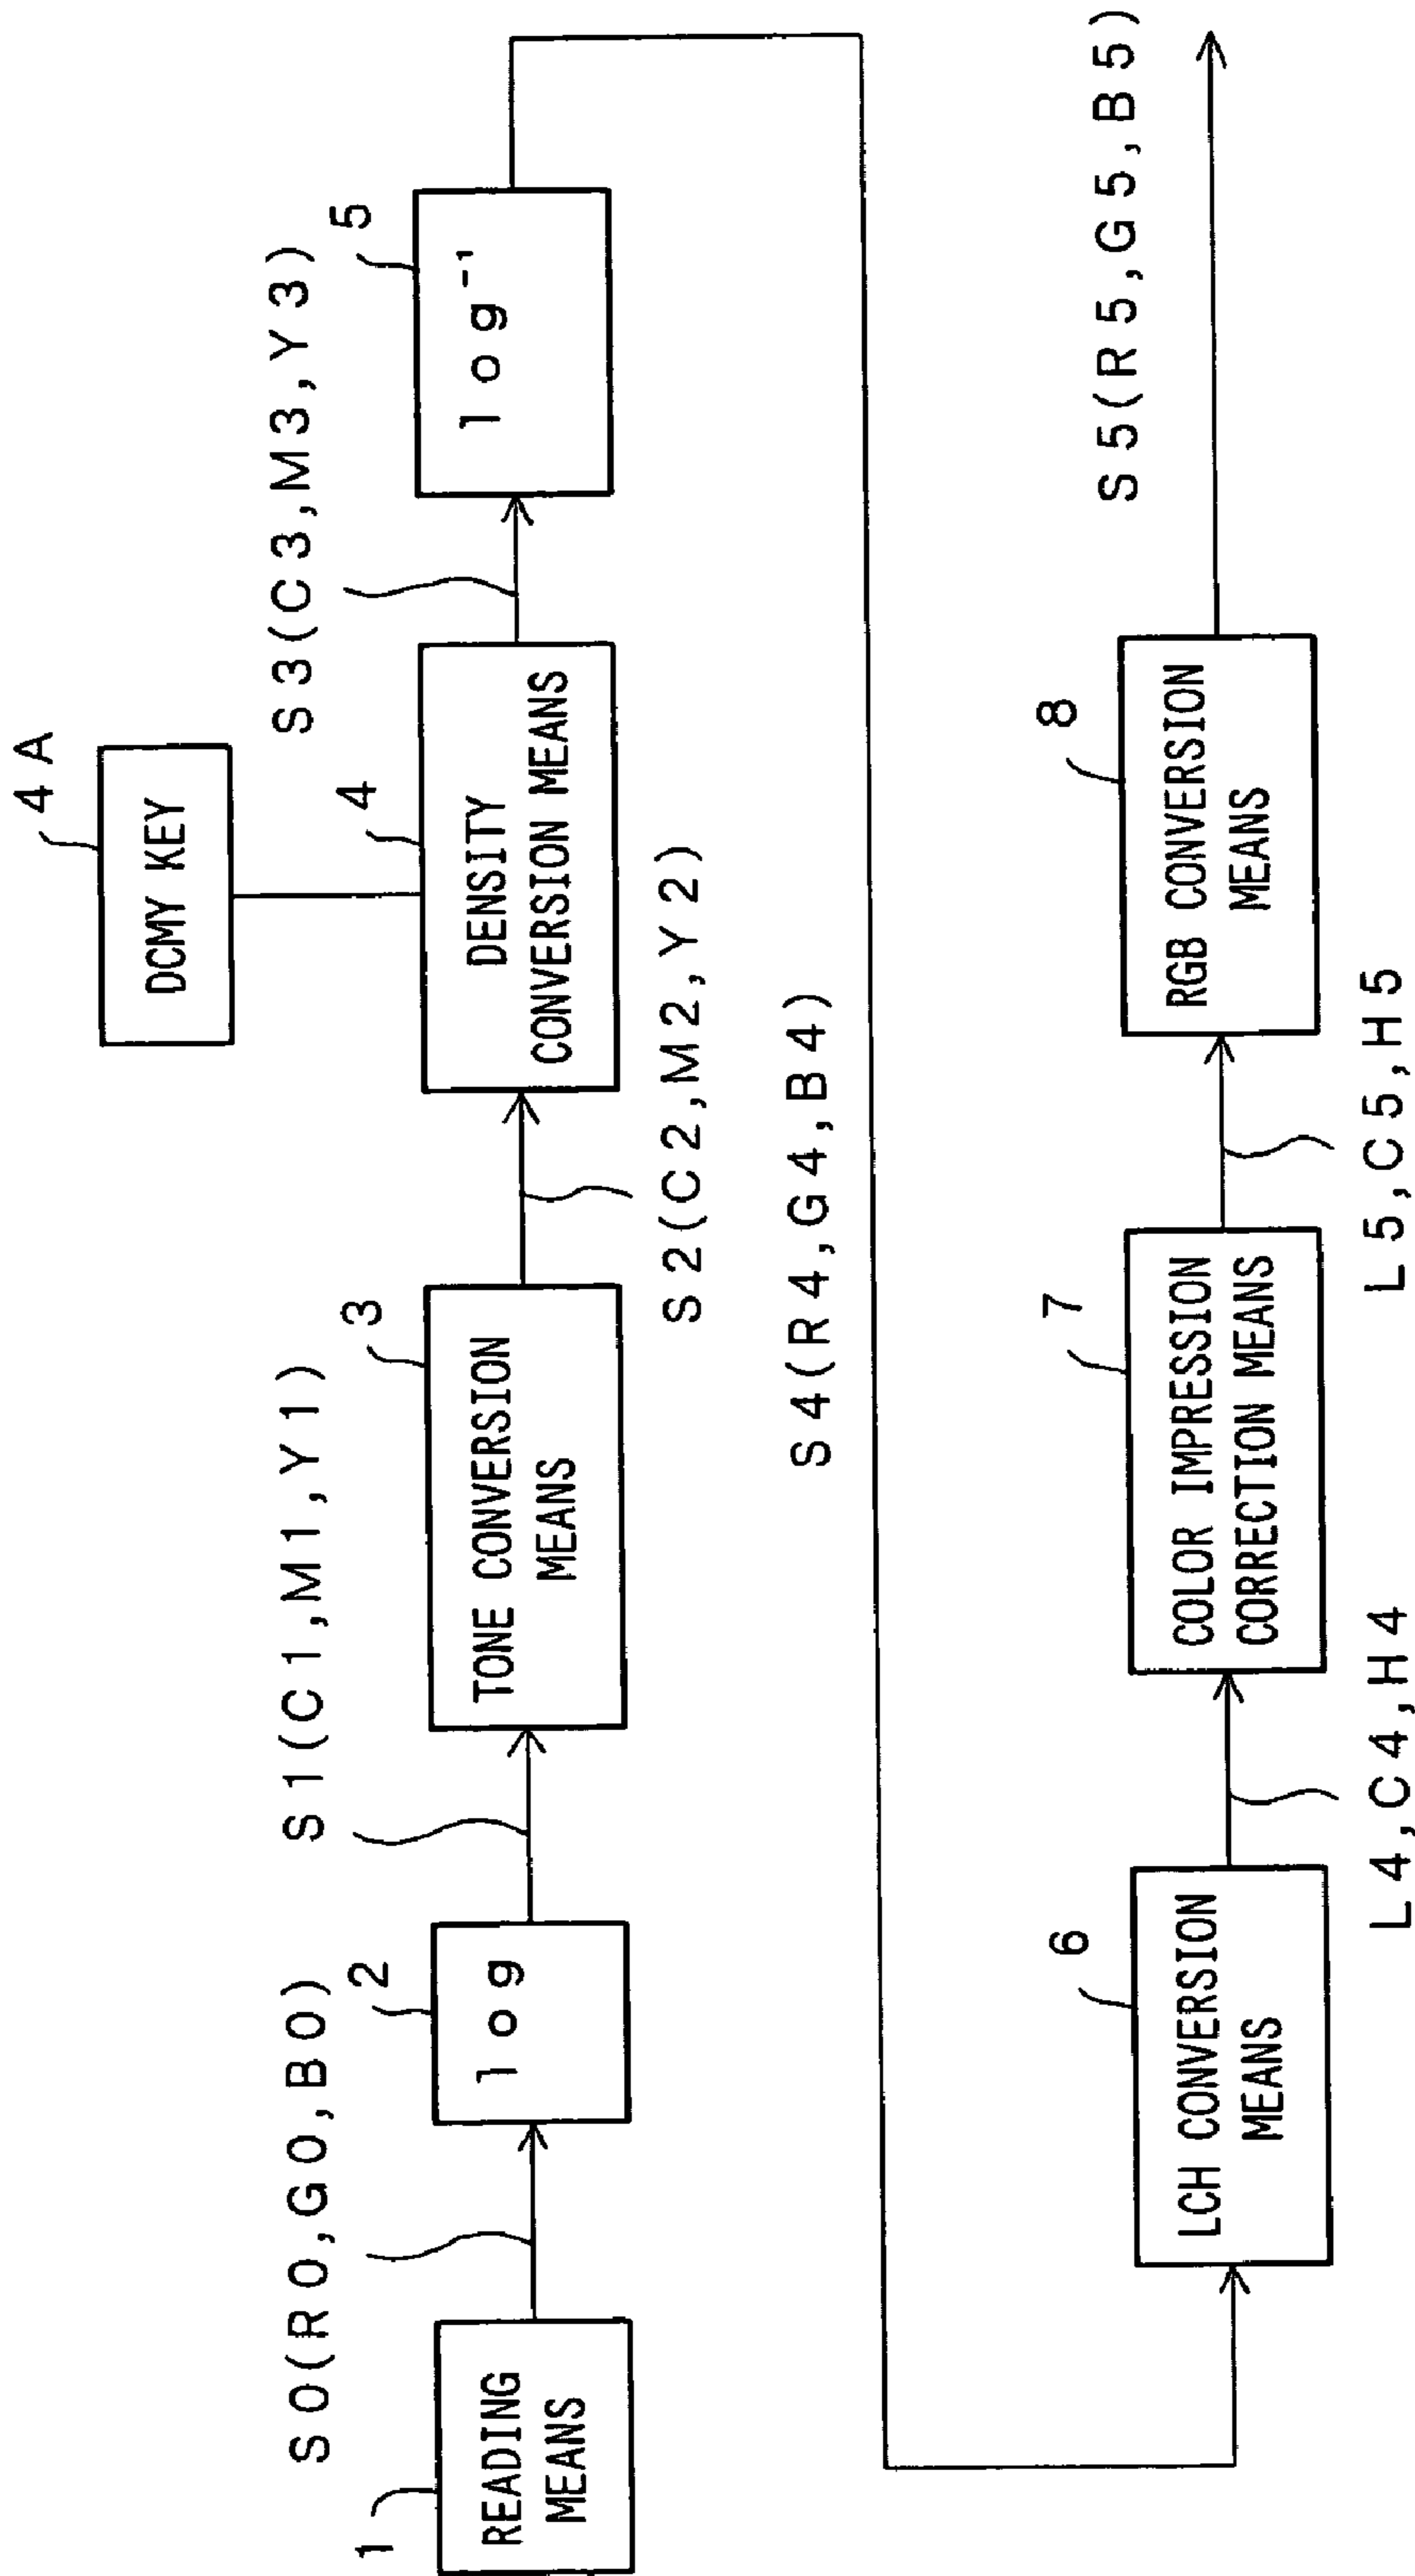 4A
DCMY KEY
S0(R0,G0,B0)
S1(C1,M1,Y1)
S3(C3,M3,Y3)
1
READING
MEANS
2
log
3
TONE CONVERSION
MEANS
4
DENSITY
CONVERSION MEANS
5
log⁻¹
S2(C2,M2,Y2)
S4(R4,G4,B4)
6
LCH CONVERSION
MEANS
7
COLOR IMPRESSION
CORRECTION MEANS
8
RGB CONVERSION
MEANS
S5(R5,G5,B5)
L4,C4,H4
L5,C5,H5